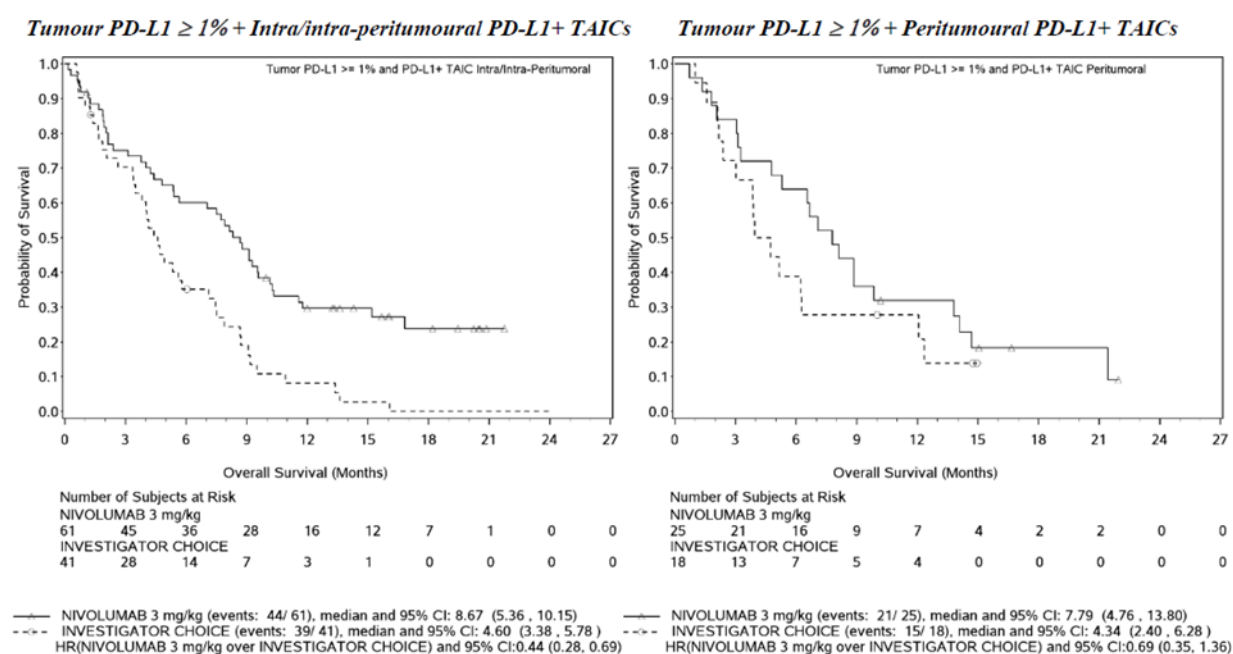 Tumour PD-L1 ≥ 1% + Intra/intra-peritumoural PD-L1+ TAICs
Tumor PD-L1 >= 1% and PD-L1+ TAIC Intra/Intra-Peritumoral
Probability of Survival
1.0
0.9
0.8
0.7
0.6
0.5
0.4
0.3
0.2
0.1
0.0
0 3 6 9 12 15 18 21 24 27
Overall Survival (Months)
Number of Subjects at Risk
NIVOLUMAB 3 mg/kg
61 45 36 28 16 12 7 1 0 0
INVESTIGATOR CHOICE
41 28 14 7 3 1 0 0 0 0
NIVOLUMAB 3 mg/kg (events: 44/ 61), median and 95% CI: 8.67 (5.36 , 10.15)
INVESTIGATOR CHOICE (events: 39/ 41), median and 95% CI: 4.60 (3.38 , 5.78 )
HR(NIVOLUMAB 3 mg/kg over INVESTIGATOR CHOICE) and 95% CI:0.44 (0.28, 0.69)
Tumour PD-L1 ≥ 1% + Peritumoural PD-L1+ TAICs
Tumor PD-L1 >= 1% and PD-L1+ TAIC Peritumoral
Probability of Survival
1.0
0.9
0.8
0.7
0.6
0.5
0.4
0.3
0.2
0.1
0.0
0 3 6 9 12 15 18 21 24 27
Overall Survival (Months)
Number of Subjects at Risk
NIVOLUMAB 3 mg/kg
25 21 16 9 7 4 2 2 0 0
INVESTIGATOR CHOICE
18 13 7 5 4 0 0 0 0 0
NIVOLUMAB 3 mg/kg (events: 21/ 25), median and 95% CI: 7.79 (4.76 , 13.80)
INVESTIGATOR CHOICE (events: 15/ 18), median and 95% CI: 4.34 (2.40 , 6.28 )
HR(NIVOLUMAB 3 mg/kg over INVESTIGATOR CHOICE) and 95% CI:0.69 (0.35, 1.36)